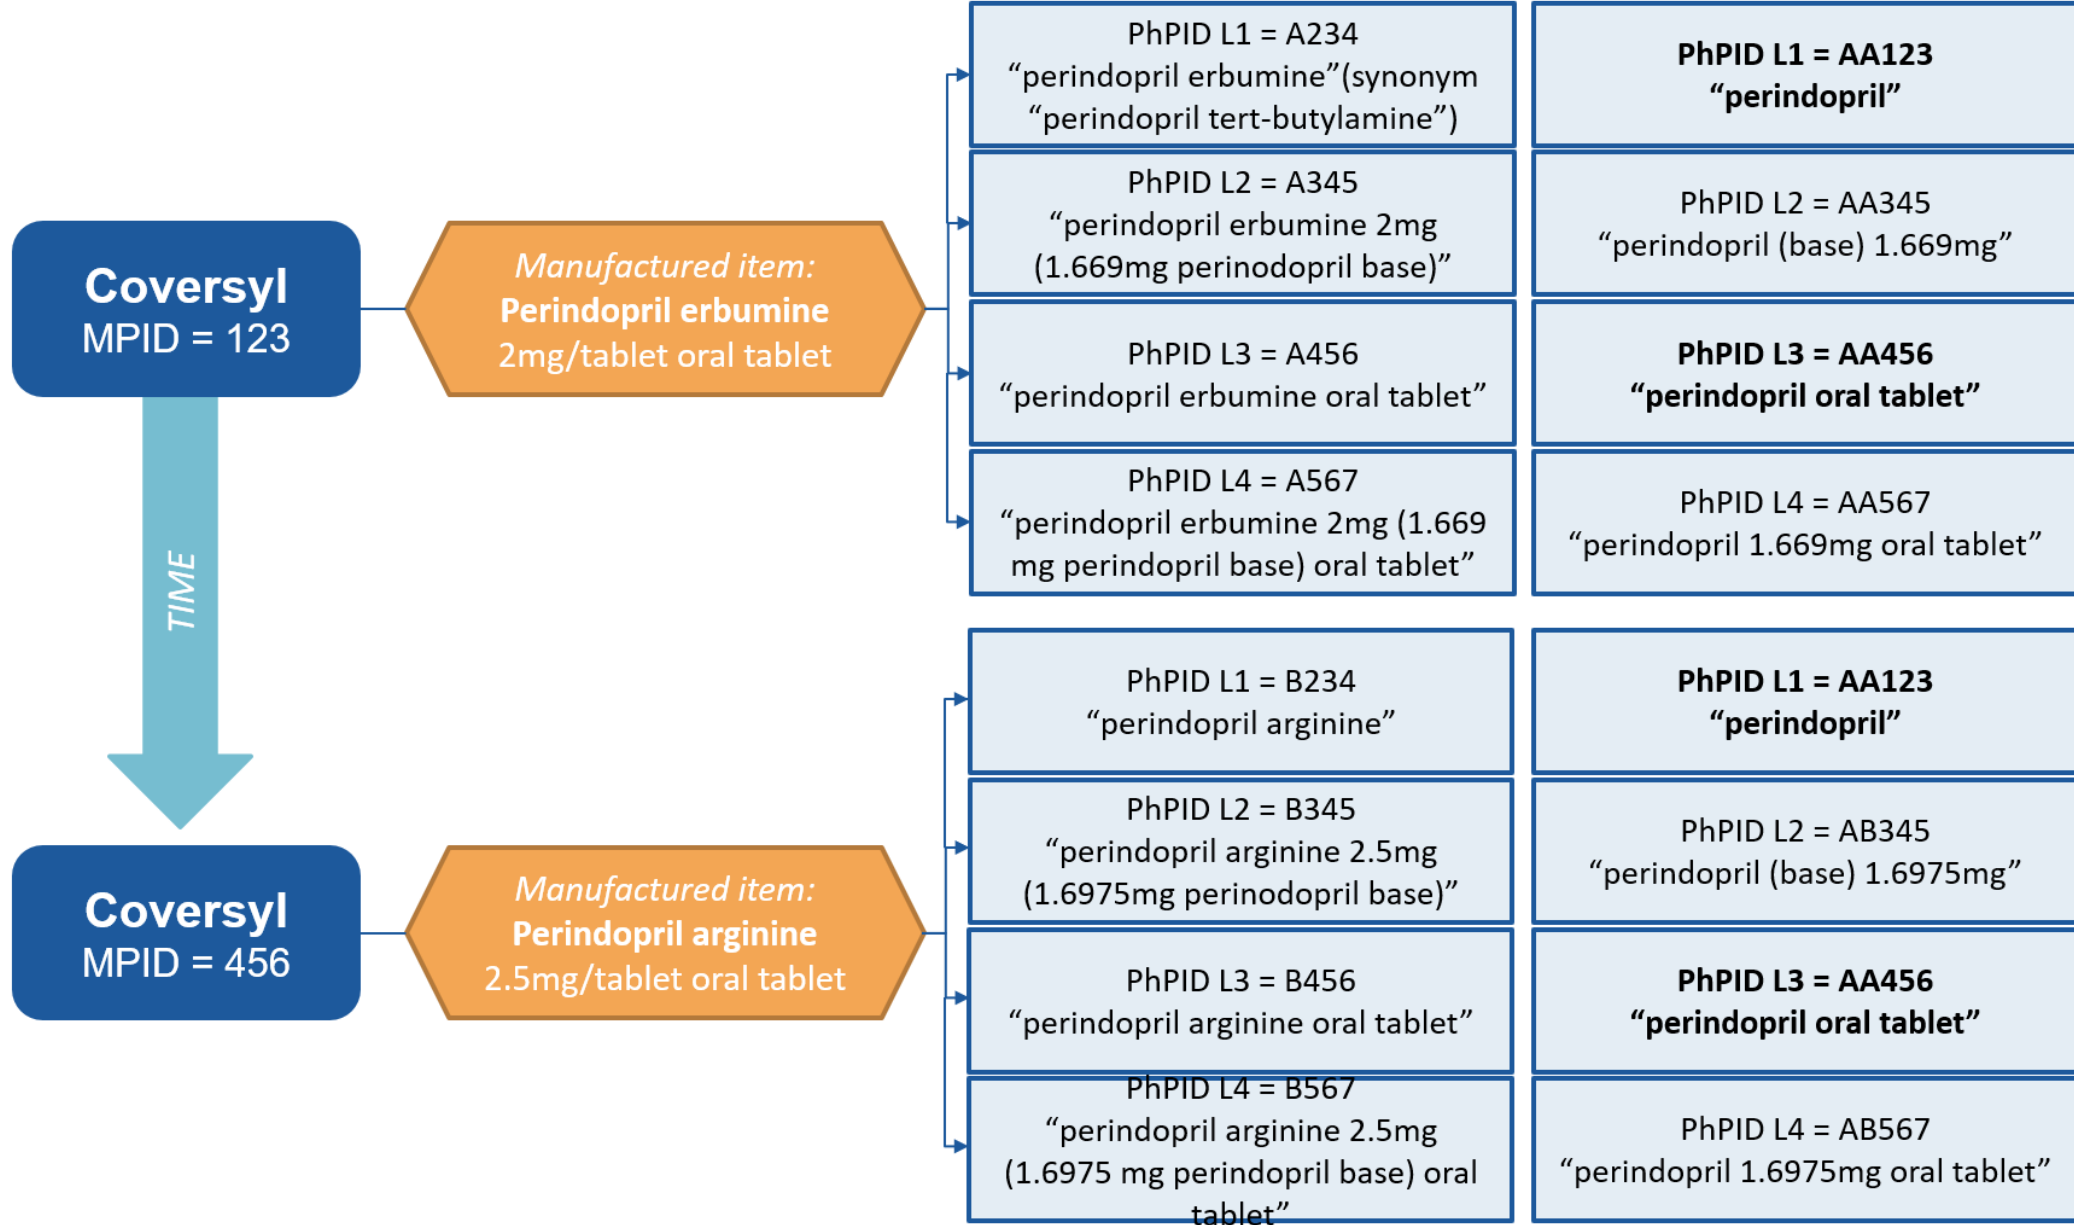 Coversyl
MPID = 123
Manufactured item:
Perindopril erbumine
2mg/tablet oral tablet
PhPID L1 = A234
“perindopril erbumine”(synonym
“perindopril tert-butylamine”)
PhPID L1 = AA123
“perindopril”
PhPID L2 = A345
“perindopril erbumine 2mg
(1.669mg perinodopril base)”
PhPID L2 = AA345
“perindopril (base) 1.669mg”
PhPID L3 = A456
“perindopril erbumine oral tablet”
PhPID L3 = AA456
“perindopril oral tablet”
PhPID L4 = A567
“perindopril erbumine 2mg (1.669
mg perindopril base) oral tablet”
PhPID L4 = AA567
“perindopril 1.669mg oral tablet”
TIME
Coversyl
MPID = 456
Manufactured item:
Perindopril arginine
2.5mg/tablet oral tablet
PhPID L1 = B234
“perindopril arginine”
PhPID L1 = AA123
“perindopril”
PhPID L2 = B345
“perindopril arginine 2.5mg
(1.6975mg perinodopril base)”
PhPID L2 = AB345
“perindopril (base) 1.6975mg”
PhPID L3 = B456
“perindopril arginine oral tablet”
PhPID L3 = AA456
“perindopril oral tablet”
PhPID L4 = B567
“perindopril arginine 2.5mg
(1.6975 mg perindopril base) oral
tablet”
PhPID L4 = AB567
“perindopril 1.6975mg oral tablet”